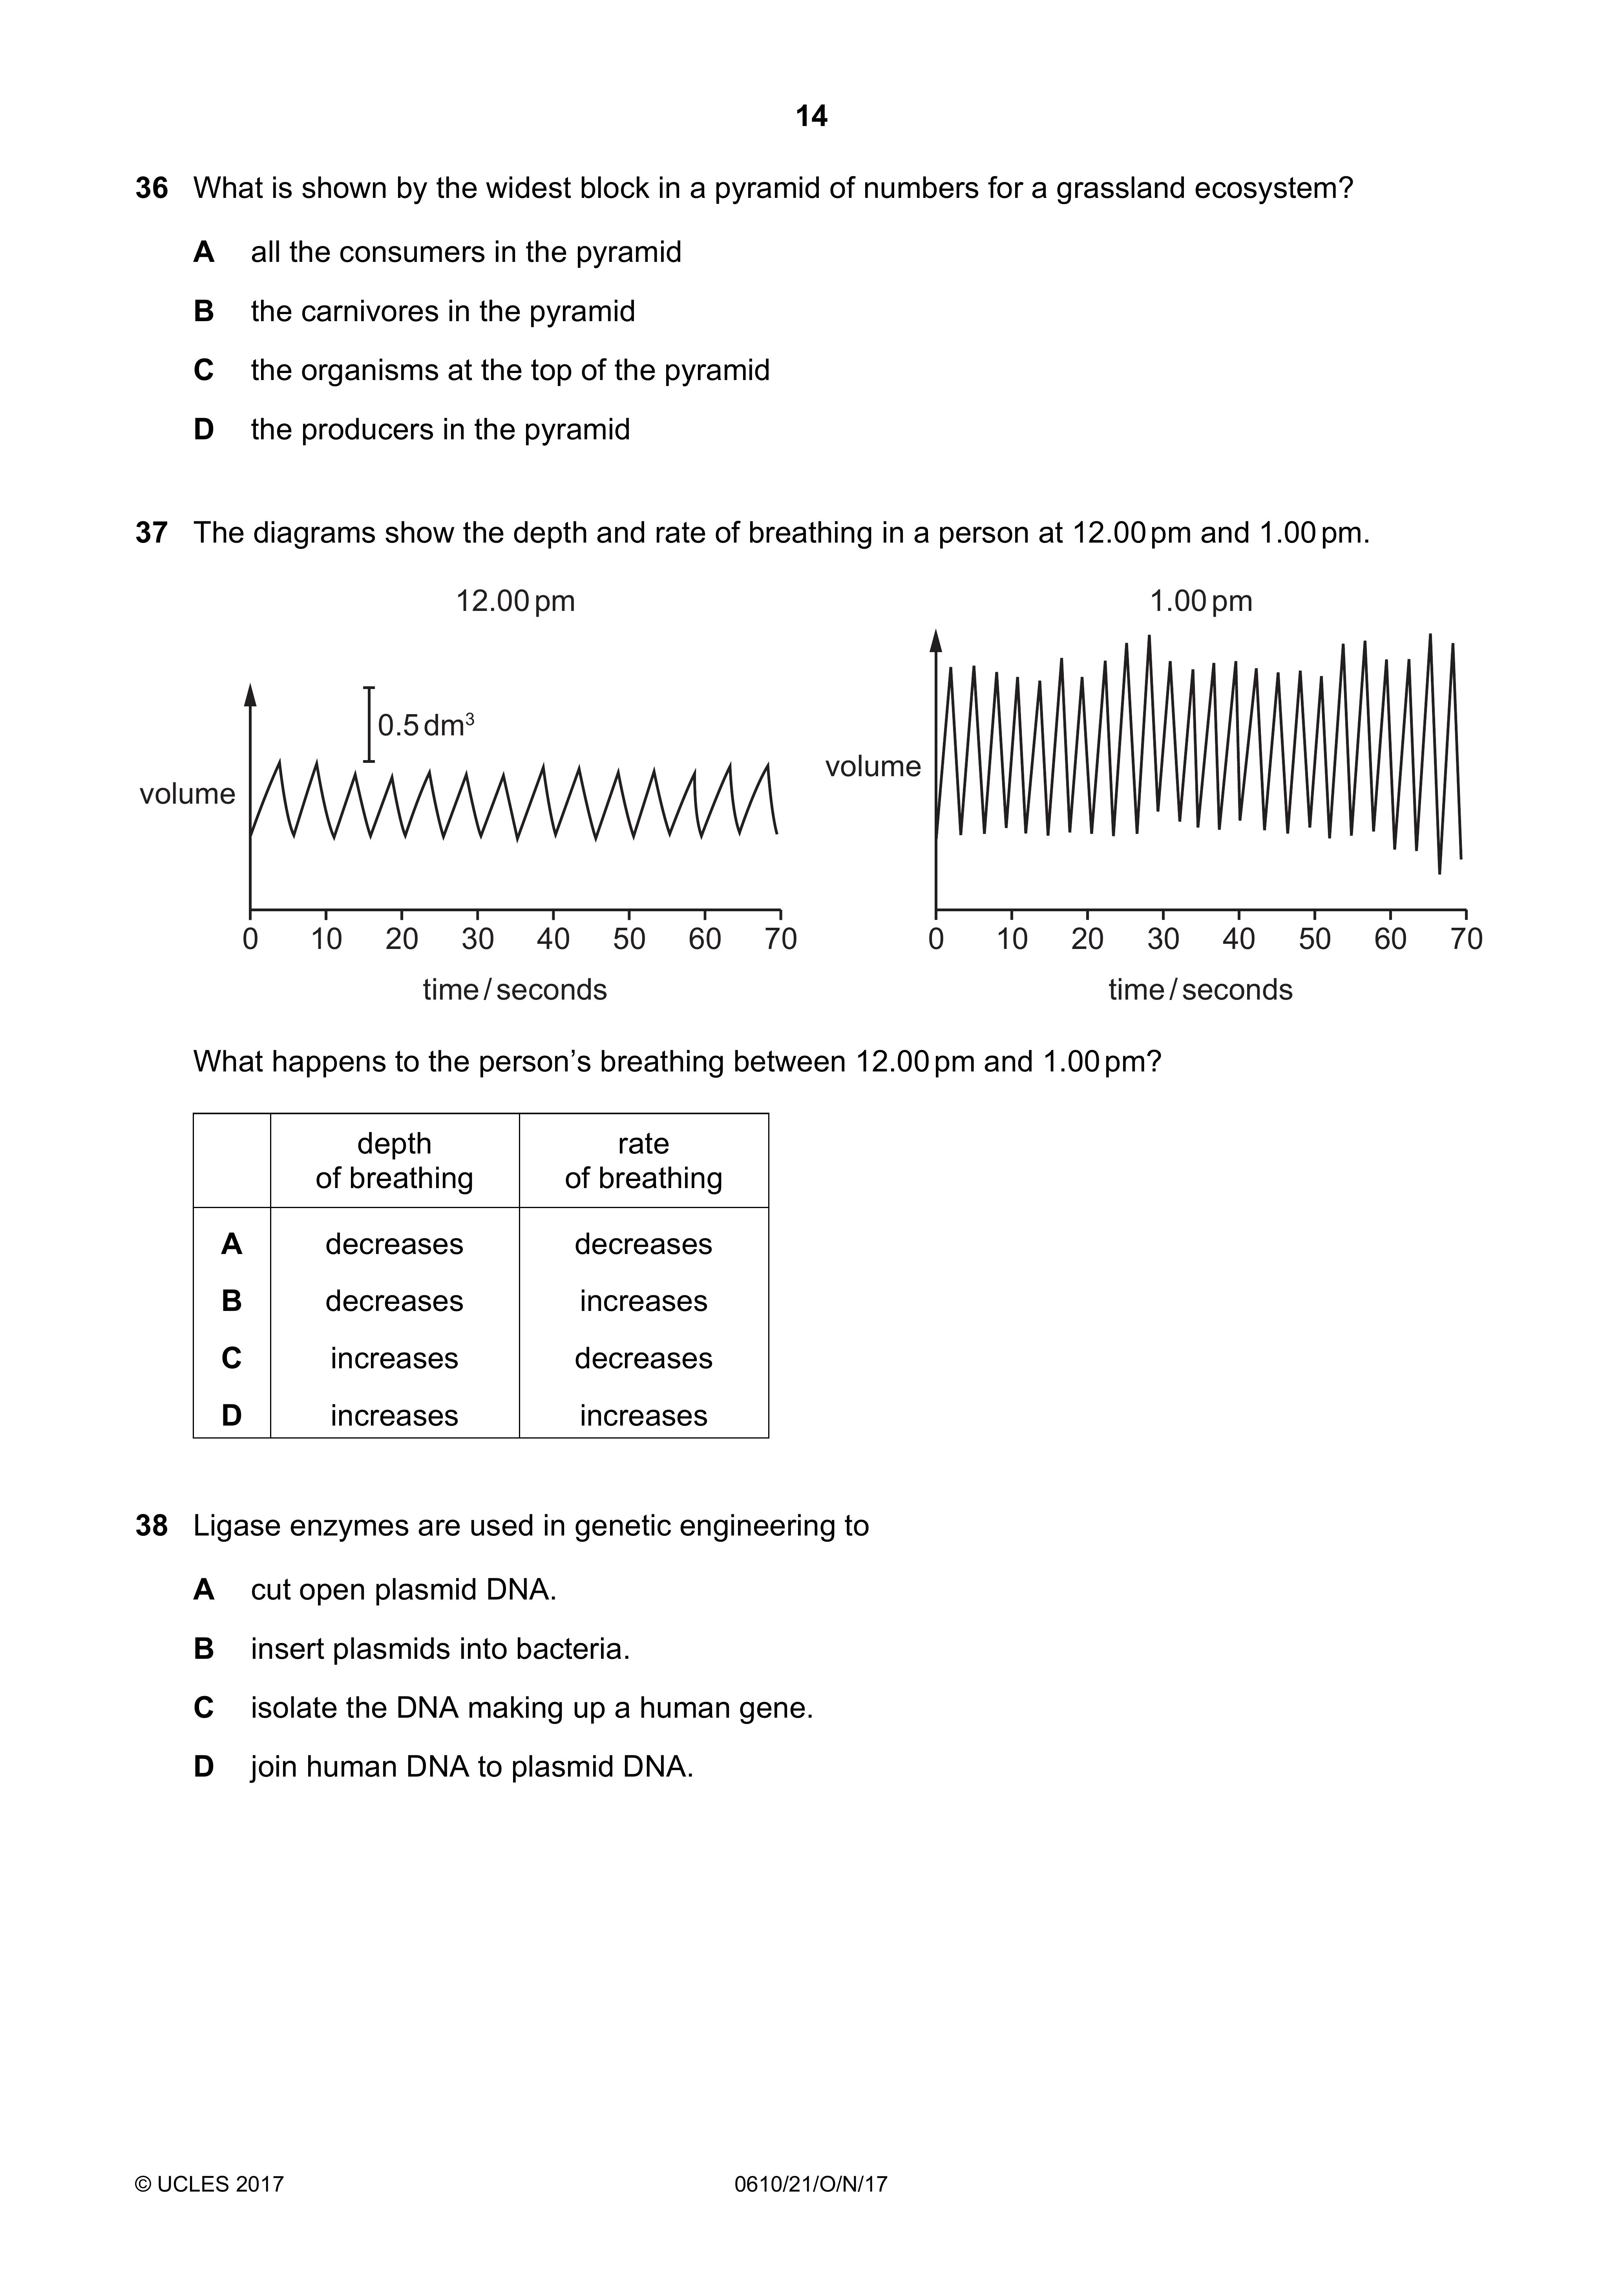 14
36 What is shown by the widest block in a pyramid of numbers for a grassland ecosystem?
A all the consumers in the pyramid
B the carnivores in the pyramid
C the organisms at the top of the pyramid
D the producers in the pyramid
37 The diagrams show the depth and rate of breathing in a person at 12.00 pm and 1.00 pm.
12.00 pm
0.5 dm³
volume
0 10 20 30 40 50 60 70
time / seconds
1.00 pm
volume
0 10 20 30 40 50 60 70
time / seconds
What happens to the person’s breathing between 12.00 pm and 1.00 pm?
depth rate
of breathing of breathing
A decreases decreases
B decreases increases
C increases decreases
D increases increases
38 Ligase enzymes are used in genetic engineering to
A cut open plasmid DNA.
B insert plasmids into bacteria.
C isolate the DNA making up a human gene.
D join human DNA to plasmid DNA.
© UCLES 2017 0610/21/O/N/17